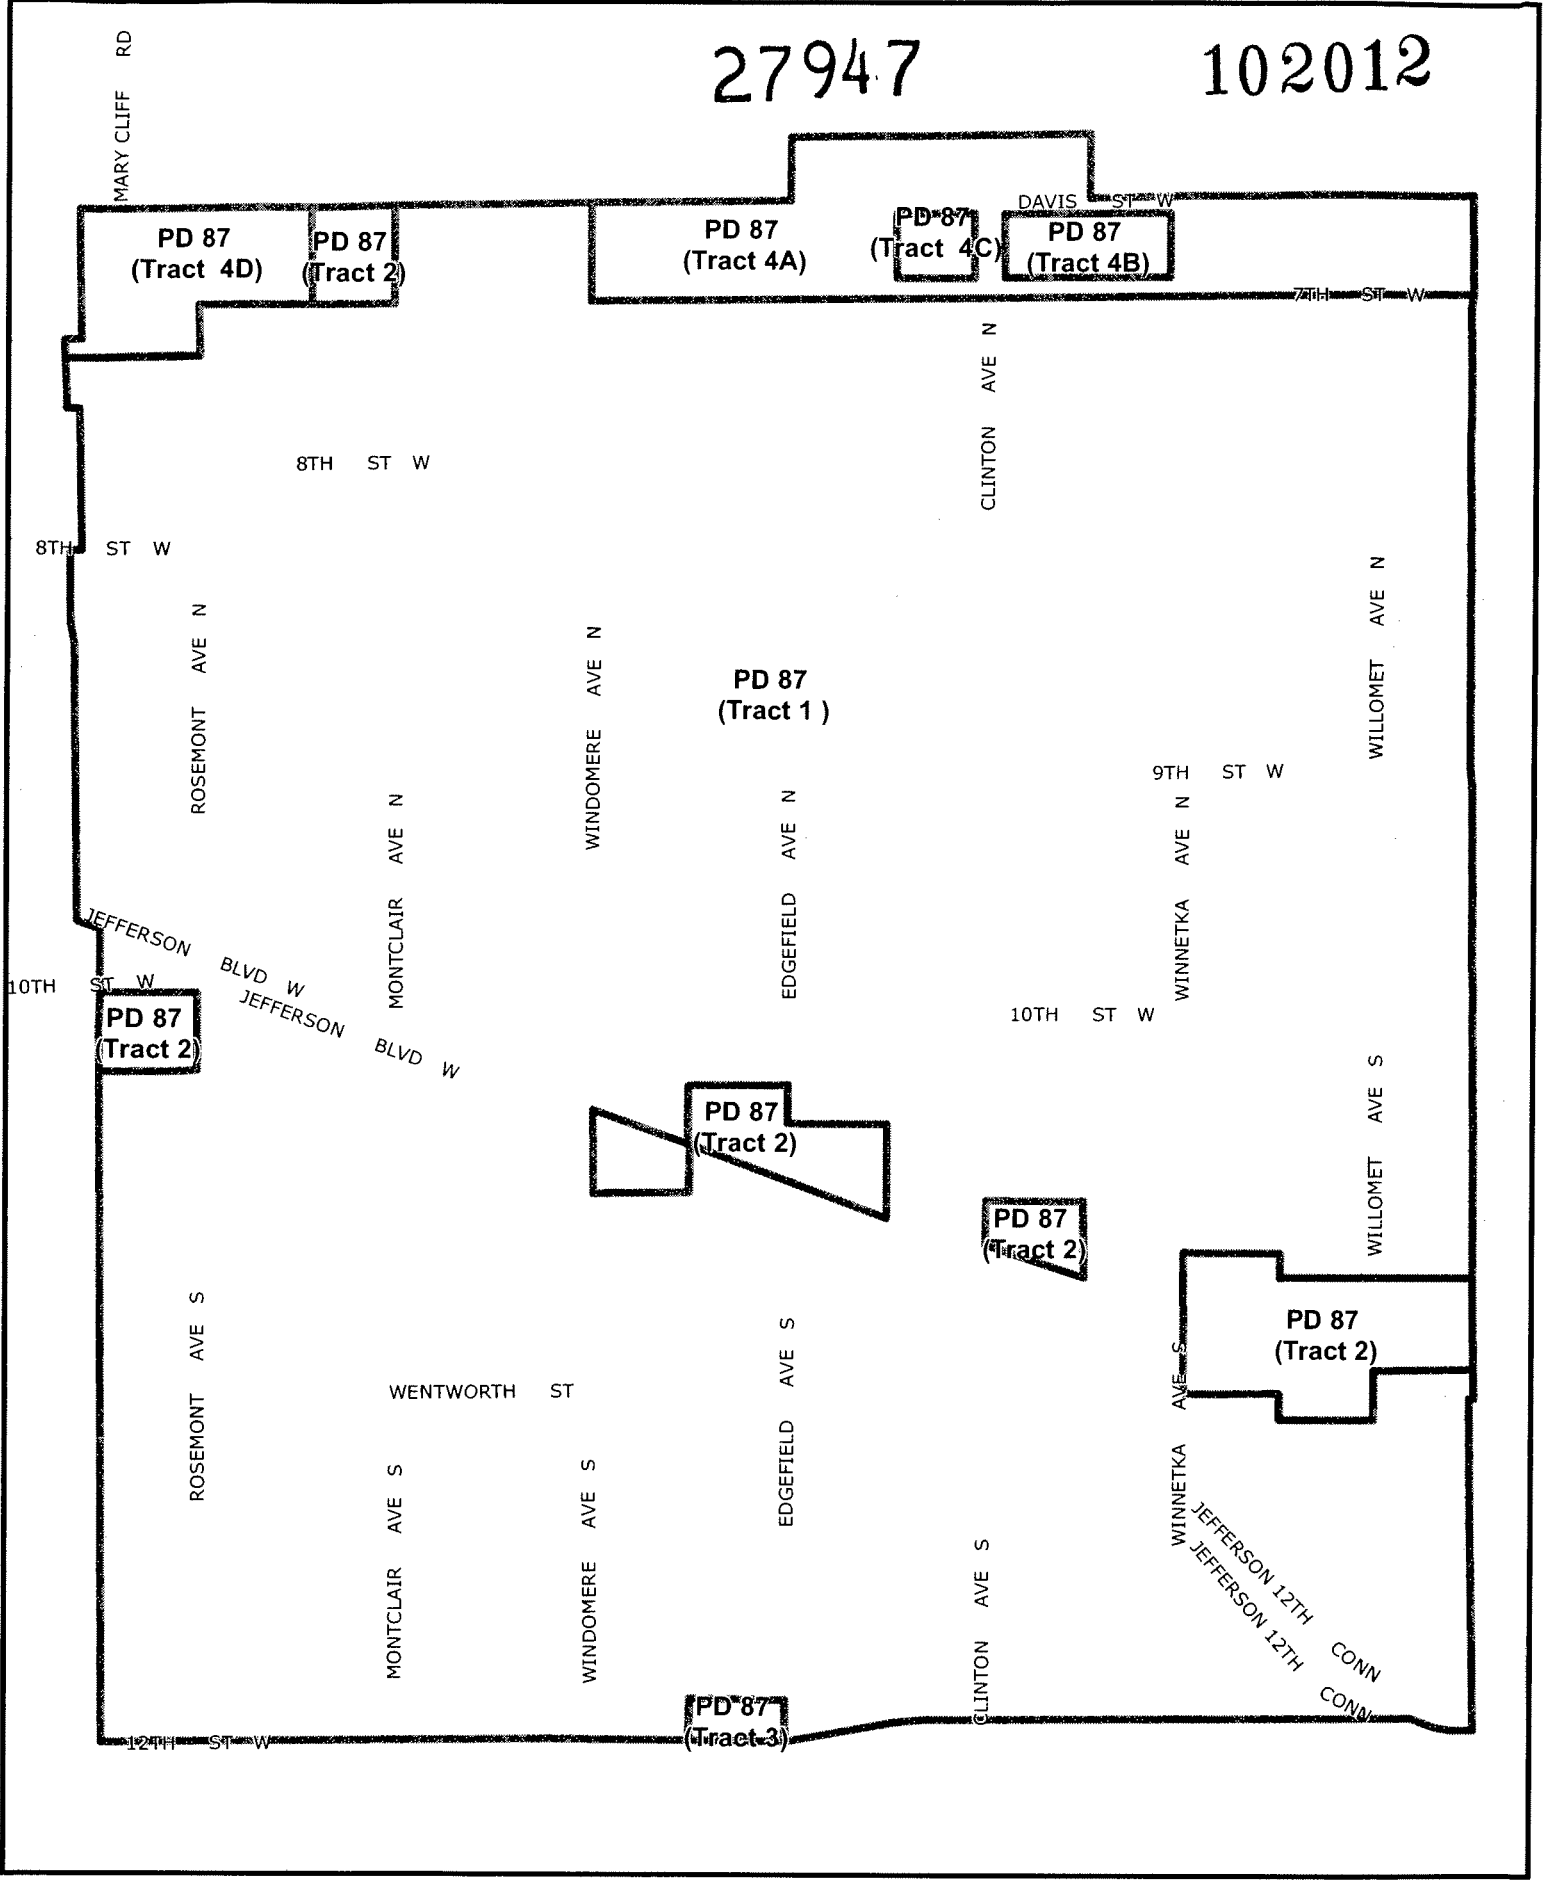 27947
102012
MARY CLIFF RD
DAVIS ST W
PD 87
(Tract 4D)
PD 87
(Tract 2)
PD 87
(Tract 4A)
PD 87
(Tract 4C)
PD 87
(Tract 4B)
7TH ST W
CLINTON AVE N
8TH ST W
8TH ST W
ROSEMONT AVE N
WINDOMERE AVE N
WILLOMET AVE N
PD 87
(Tract 1 )
9TH ST W
MONTCLAIR AVE N
EDGEFIELD AVE N
WINNETKA AVE N
JEFFERSON BLVD W
JEFFERSON BLVD W
10TH ST W
10TH ST W
PD 87
(Tract 2)
WILLOMET AVE S
PD 87
(Tract 2)
PD 87
(Tract 2)
PD 87
(Tract 2)
ROSEMONT AVE S
EDGEFIELD AVE S
WINNETKA AVE S
WENTWORTH ST
MONTCLAIR AVE S
WINDOMERE AVE S
CLINTON AVE S
JEFFERSON 12TH CONN
JEFFERSON 12TH CONN
PD 87
(Tract 3)
12TH ST W